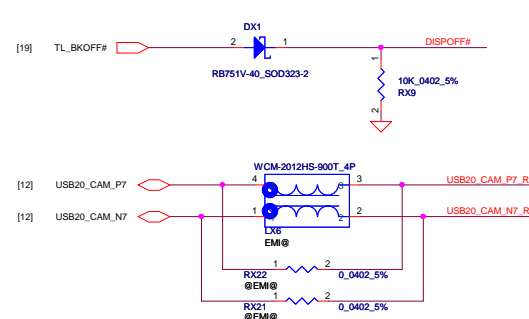 DX1
[19] TL_BKOFF# 2 1 DISPOFF#
RB751V-40_SOD323-2
1
10K_0402_5%
RX9
2
WCM-2012HS-900T_4P
[12] USB20_CAM_P7 4 3 3 USB20_CAM_P7_R
[12] USB20_CAM_N7 1 2 2 USB20_CAM_N7_R
LX6
EMI@
1 2
RX22 0_0402_5%
@EMI@
1 2
RX21 0_0402_5%
@EMI@